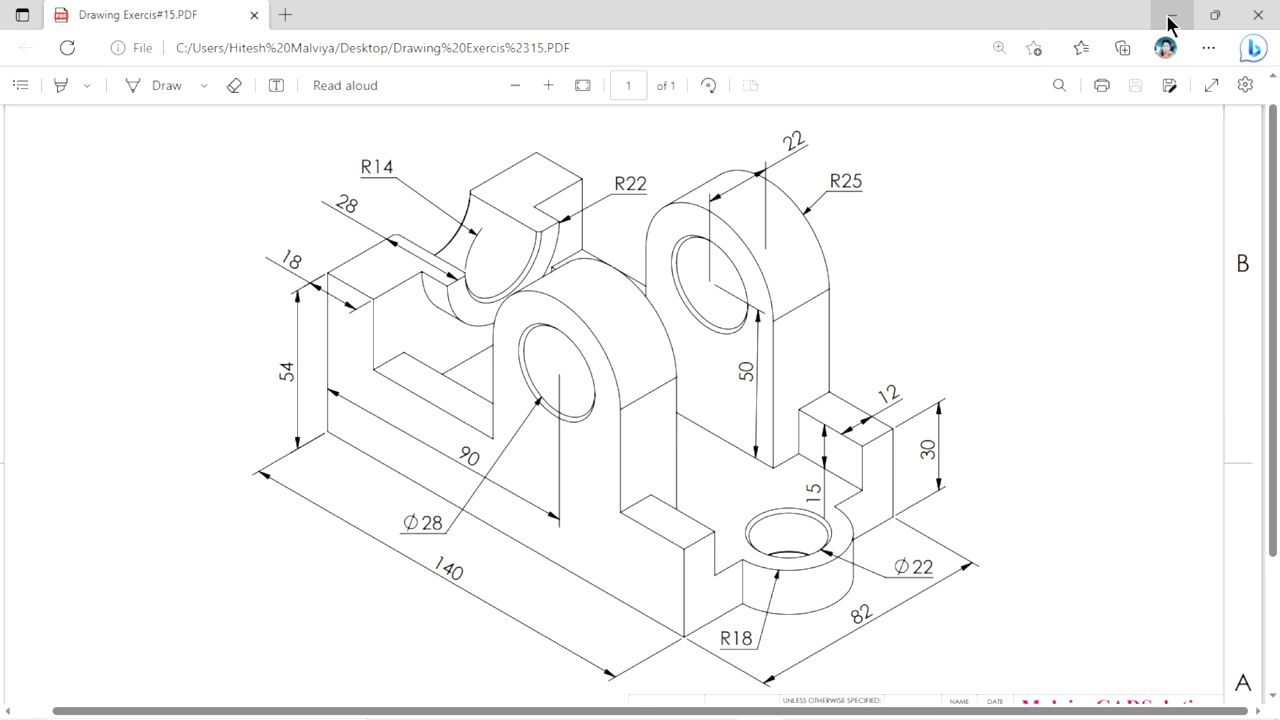 Drawing Exercis#15.PDF
File C:/Users/Hitesh%20Malviya/Desktop/Drawing%20Exercis%2315.PDF
Draw
Read aloud
1 of 1
22
R14
R22
R25
28
18
B
54
50
12
30
90
15
Ø28
140
Ø22
82
R18
A
UNLESS OTHERWISE SPECIFIED:
NAME
DATE